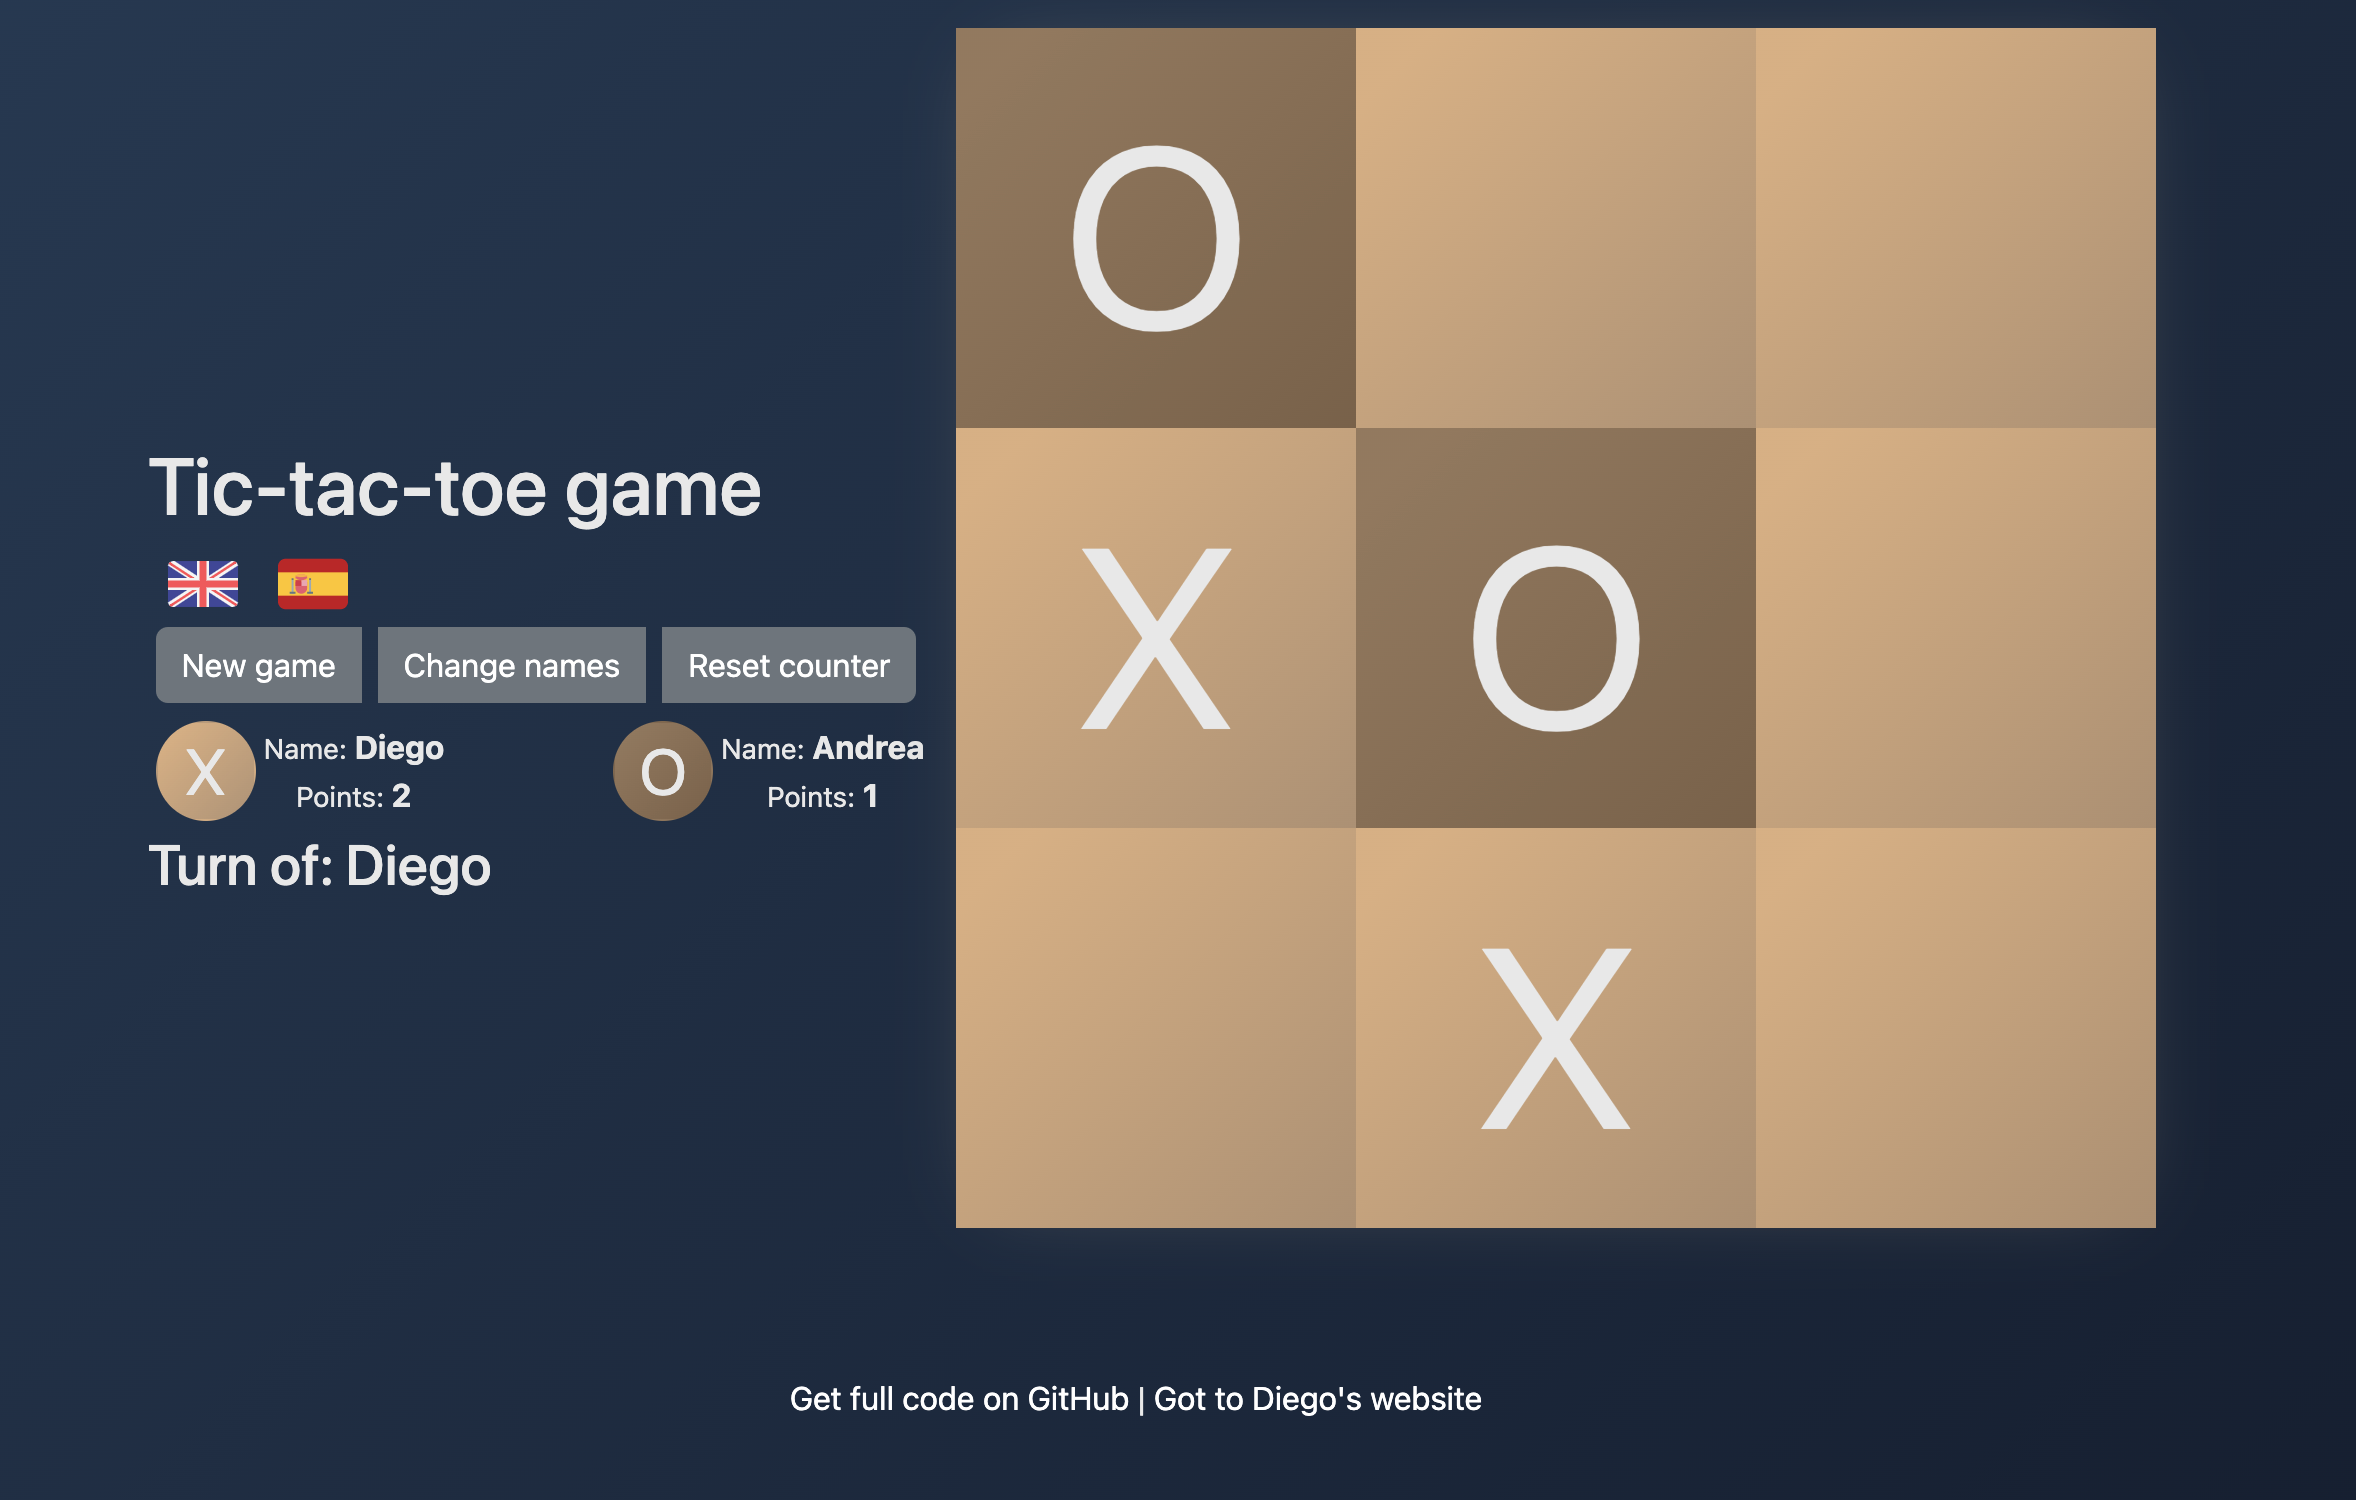 Tic-tac-toe game
New game Change names Reset counter
X Name: Diego Points: 2
O Name: Andrea Points: 1
Turn of: Diego
O
X O
X
Get full code on GitHub | Got to Diego's website